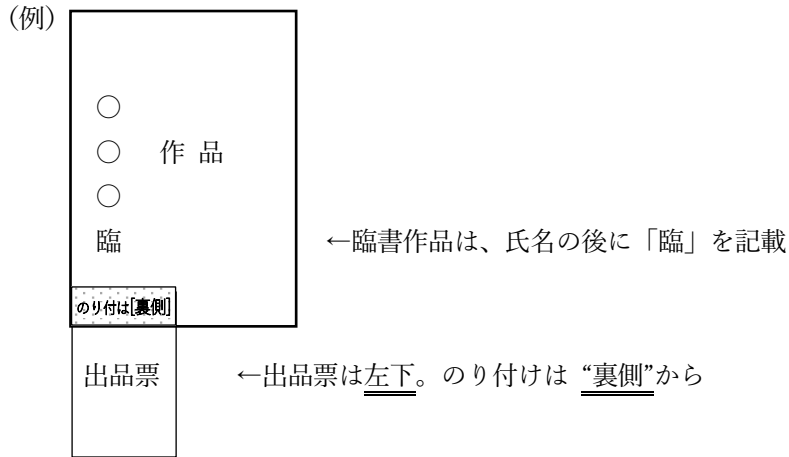 (例)
○
○ 作 品
○
臨 ←臨書作品は、氏名の後に「臨」を記載
のり付は[裏側]
出品票 ←出品票は左下。のり付けは “裏側”から